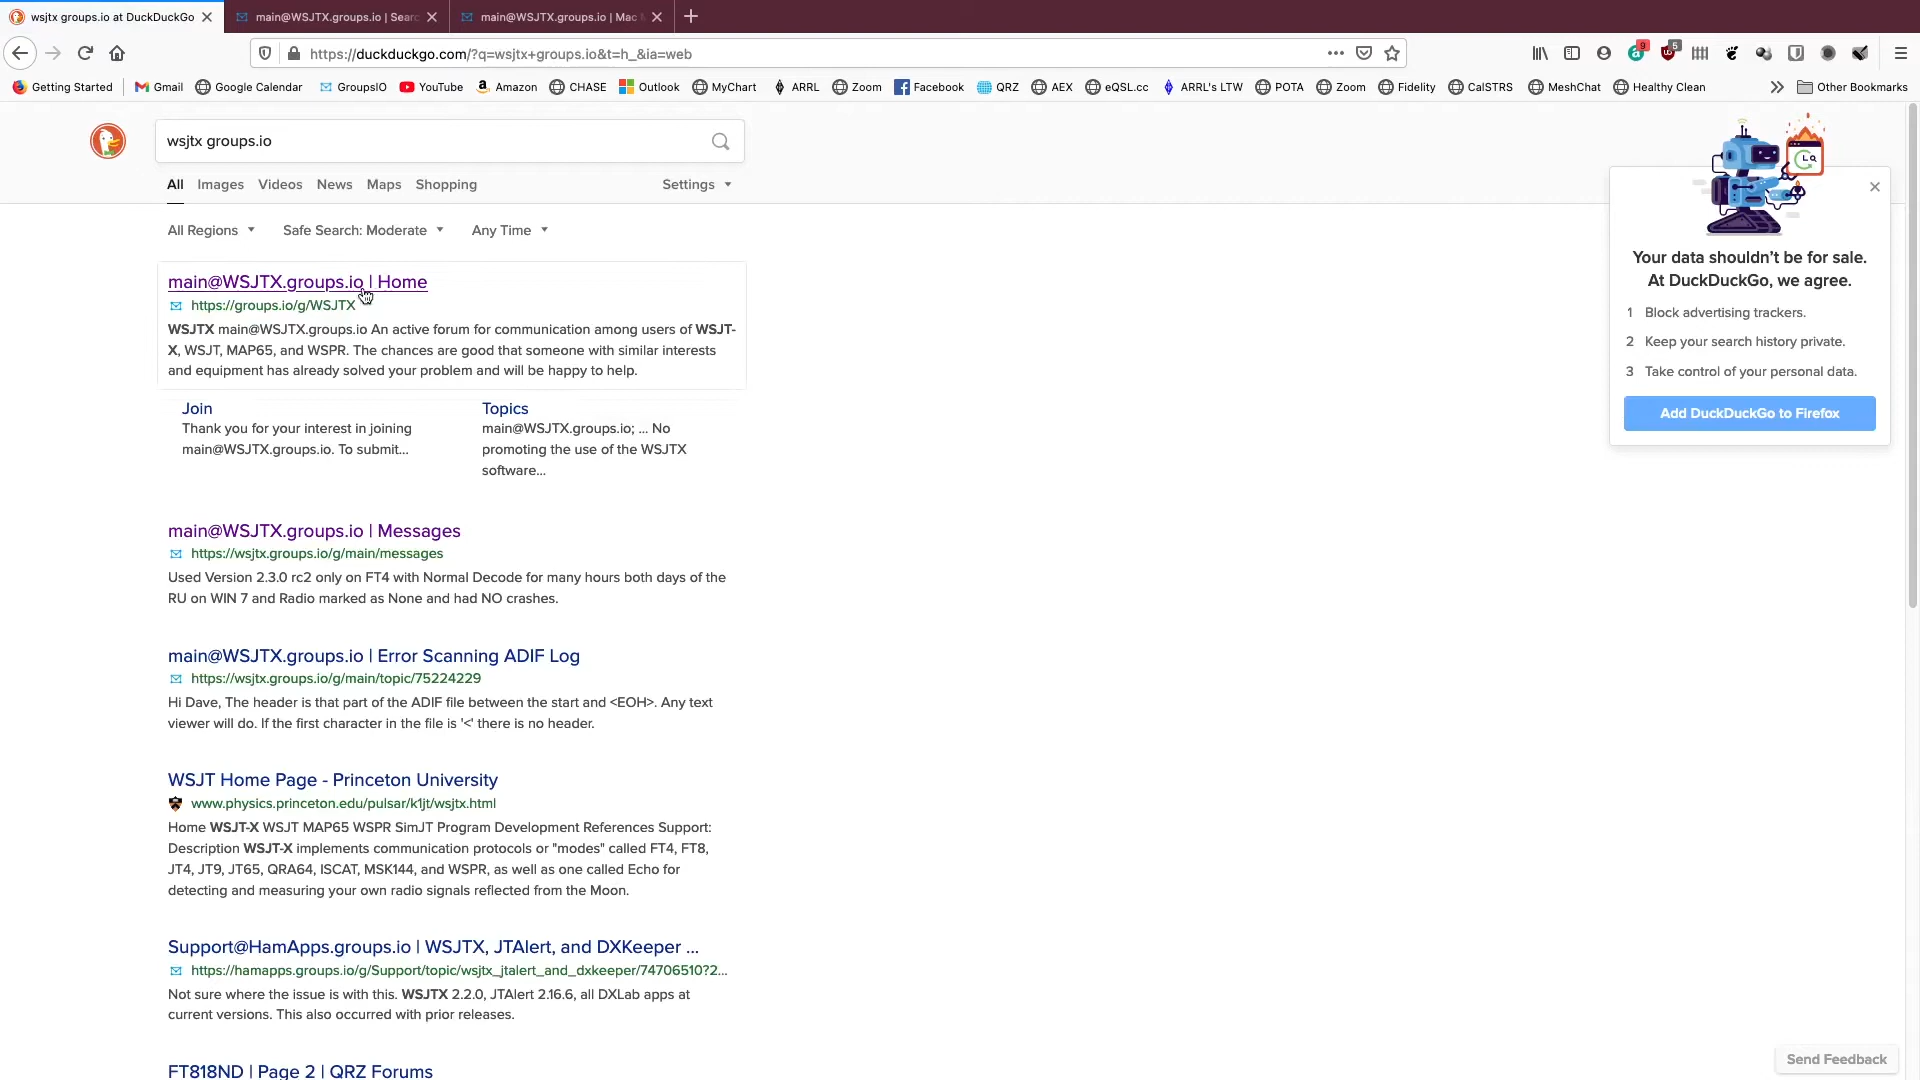 wsjtx groups.io at DuckDuckGo
main@WSJTX.groups.io | Sear
main@WSJTX.groups.io | Mac
https://duckduckgo.com/?q=wsjtx+groups.io&t=h_&ia=web
9
5
Getting Started
Gmail
Google Calendar
GroupsIO
YouTube
Amazon
CHASE
Outlook
MyChart
ARRL
Zoom
Facebook
QRZ
AEX
eQSL.cc
ARRL's LTW
POTA
Zoom
Fidelity
CalSTRS
MeshChat
Healthy Clean
Other Bookmarks
wsjtx groups.io
All
Images
Videos
News
Maps
Shopping
Settings
All Regions
Safe Search: Moderate
Any Time
main@WSJTX.groups.io | Home
https://groups.io/g/WSJTX
WSJTX main@WSJTX.groups.io An active forum for communication among users of WSJT-
X, WSJT, MAP65, and WSPR. The chances are good that someone with similar interests
and equipment has already solved your problem and will be happy to help.
Join
Thank you for your interest in joining
main@WSJTX.groups.io. To submit...
Topics
main@WSJTX.groups.io; ... No
promoting the use of the WSJTX
software...
main@WSJTX.groups.io | Messages
https://wsjtx.groups.io/g/main/messages
Used Version 2.3.0 rc2 only on FT4 with Normal Decode for many hours both days of the
RU on WIN 7 and Radio marked as None and had NO crashes.
main@WSJTX.groups.io | Error Scanning ADIF Log
https://wsjtx.groups.io/g/main/topic/75224229
Hi Dave, The header is that part of the ADIF file between the start and <EOH>. Any text
viewer will do. If the first character in the file is '<' there is no header.
WSJT Home Page - Princeton University
www.physics.princeton.edu/pulsar/k1jt/wsjtx.html
Home WSJT-X WSJT MAP65 WSPR SimJT Program Development References Support:
Description WSJT-X implements communication protocols or "modes" called FT4, FT8,
JT4, JT9, JT65, QRA64, ISCAT, MSK144, and WSPR, as well as one called Echo for
detecting and measuring your own radio signals reflected from the Moon.
Support@HamApps.groups.io | WSJTX, JTAlert, and DXKeeper ...
https://hamapps.groups.io/g/Support/topic/wsjtx_jtalert_and_dxkeeper/74706510?2...
Not sure where the issue is with this. WSJTX 2.2.0, JTAlert 2.16.6, all DXLab apps at
current versions. This also occurred with prior releases.
FT818ND | Page 2 | QRZ Forums
Your data shouldn't be for sale.
At DuckDuckGo, we agree.
1 Block advertising trackers.
2 Keep your search history private.
3 Take control of your personal data.
Add DuckDuckGo to Firefox
Send Feedback